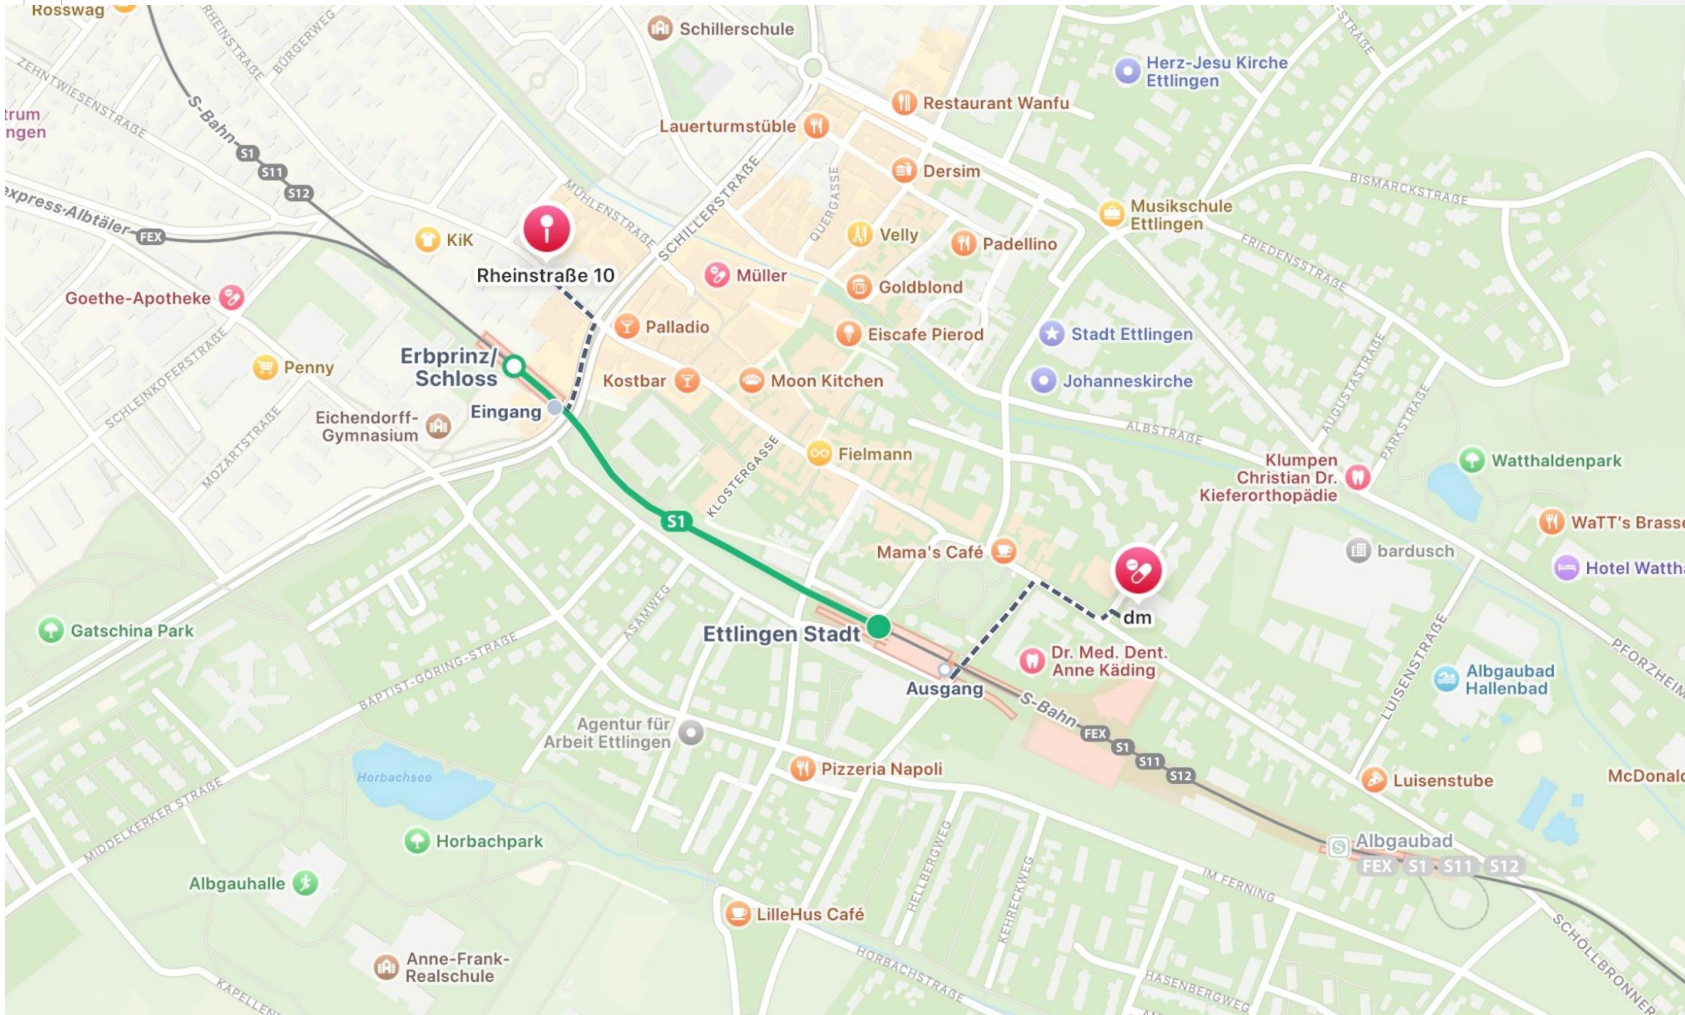 Rosswag
RHEINSTRAßE
BÜRGERWEG
ZEHNTWIESENSTRAßE
trum
ngen
S-Bahn
S1
S11
S12
express-Albtäler
FEX
Schillerschule
Herz-Jesu Kirche
Ettlingen
Restaurant Wanfu
Lauerturmstüble
Dersim
QUERGASSE
MÜHLENSTRAßE
SCHILLERSTRAßE
BISMARCKSTRAßE
Musikschule
Ettlingen
KiK
Velly
Padellino
FRIEDENSSTRAßE
Rheinstraße 10
Müller
Goldblond
Goethe-Apotheke
Palladio
Eiscafe Pierod
Stadt Ettlingen
Erbprinz/
Schloss
Penny
SCHLEINKOFERSTRAßE
Kostbar
Moon Kitchen
Johanneskirche
AUGUSTASTRAßE
PARKSTRAßE
Eingang
Eichendorff-
Gymnasium
MOZARTSTRAßE
ALBSTRAßE
KLOSTERGASSE
Fielmann
Klumpen
Christian Dr.
Kieferorthopädie
Watthaldenpark
S1
WaTT's Brasse
Mama's Café
bardusch
Hotel Wattha
dm
Gatschina Park
ASAMWEG
Ettlingen Stadt
BAPTIST-GÖRING-STRAßE
Dr. Med. Dent.
Anne Käding
Ausgang
LUISENSTRAßE
PFORZHEIM
Albgaubad
Hallenbad
S-Bahn
FEX
S1
S11
S12
Agentur für
Arbeit Ettlingen
Pizzeria Napoli
Luisenstube
McDonald
Horbachsee
MIDDELKERKER STRAßE
Horbachpark
Albgaubad
FEX S1 S11 S12
HELLBERGWEG
KEHRECKWEG
IM FERNING
Albgauhalle
LilleHus Café
SCHÖLLBRONNER
Anne-Frank-
Realschule
HORBACHSTRAßE
HASENBERGWEG
KAPELLEN